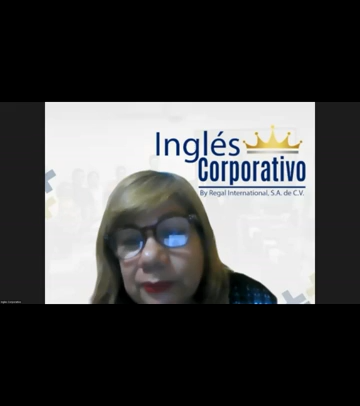 Inglés
Corporativo
By Regal International, S.A. de C.V.